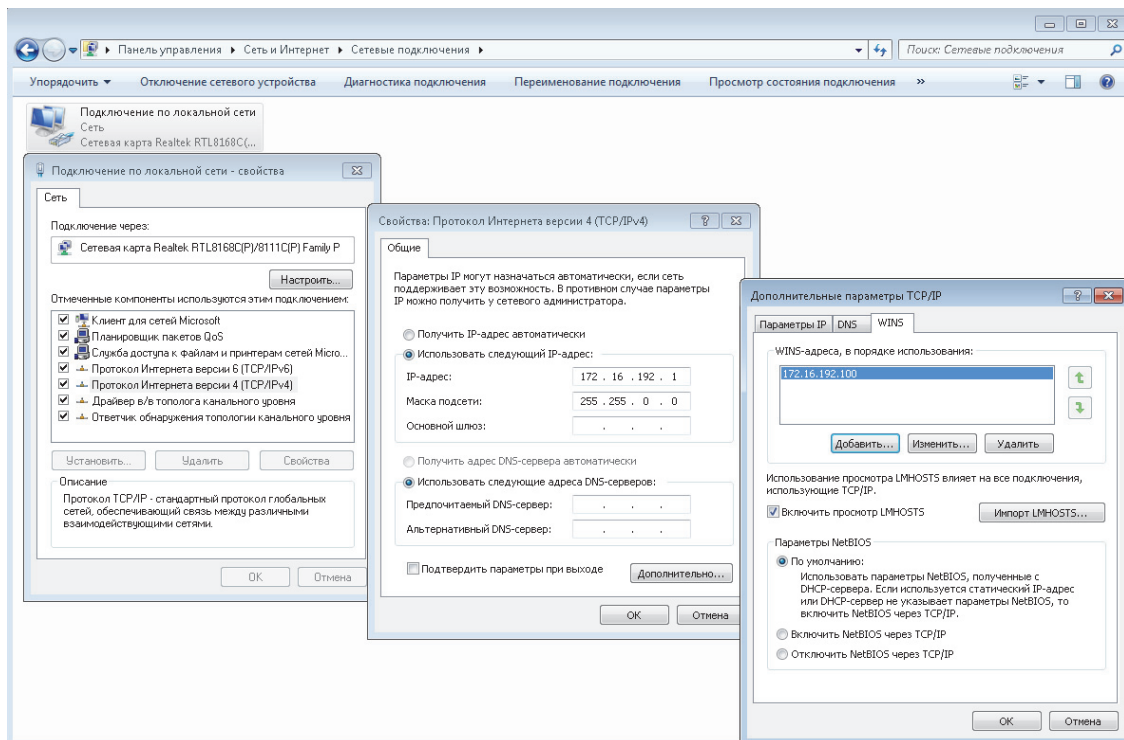 Панель управления ▸ Сеть и Интернет ▸ Сетевые подключения ▸
Поиск: Сетевые подключения
Упорядочить ▾ Отключение сетевого устройства Диагностика подключения Переименование подключения Просмотр состояния подключения »
Подключение по локальной сети
Сеть
Сетевая карта Realtek RTL8168C(...
Подключение по локальной сети - свойства
Сеть
Подключение через:
Сетевая карта Realtek RTL8168C(P)/8111C(P) Family P
Настроить...
Отмеченные компоненты используются этим подключением:
Клиент для сетей Microsoft
Планировщик пакетов QoS
Служба доступа к файлам и принтерам сетей Micro...
Протокол Интернета версии 6 (TCP/IPv6)
Протокол Интернета версии 4 (TCP/IPv4)
Драйвер в/в тополога канального уровня
Ответчик обнаружения топологии канального уровня
Установить... Удалить Свойства
Описание
Протокол TCP/IP - стандартный протокол глобальных
сетей, обеспечивающий связь между различными
взаимодействующими сетями.
ОК Отмена
Свойства: Протокол Интернета версии 4 (TCP/IPv4)
Общие
Параметры IP могут назначаться автоматически, если сеть
поддерживает эту возможность. В противном случае параметры
IP можно получить у сетевого администратора.
Получить IP-адрес автоматически
Использовать следующий IP-адрес:
IP-адрес: 172 . 16 . 192 . 1
Маска подсети: 255 . 255 . 0 . 0
Основной шлюз: . . .
Получить адрес DNS-сервера автоматически
Использовать следующие адреса DNS-серверов:
Предпочитаемый DNS-сервер: . . .
Альтернативный DNS-сервер: . . .
Подтвердить параметры при выходе
Дополнительно...
ОК Отмена
Дополнительные параметры TCP/IP
Параметры IP DNS WINS
WINS-адреса, в порядке использования:
172.16.192.100
Добавить... Изменить... Удалить
Использование просмотра LMHOSTS влияет на все подключения,
использующие TCP/IP.
Включить просмотр LMHOSTS
Импорт LMHOSTS...
Параметры NetBIOS
По умолчанию:
Использовать параметры NetBIOS, полученные с
DHCP-сервера. Если используется статический IP-адрес
или DHCP-сервер не указывает параметры NetBIOS, то
включить NetBIOS через TCP/IP.
Включить NetBIOS через TCP/IP
Отключить NetBIOS через TCP/IP
ОК Отмена